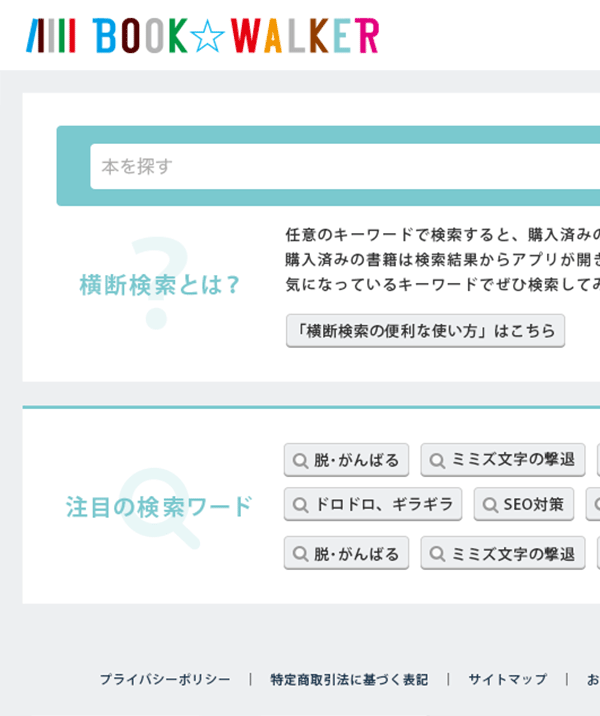 BOOK☆WALKER
本を探す
横断検索とは？
任意のキーワードで検索すると、購入済みの
購入済みの書籍は検索結果からアプリが開き
気になっているキーワードでぜひ検索してみ
「横断検索の便利な使い方」はこちら
注目の検索ワード
脱・がんばる ミミズ文字の撃退
ドロドロ、ギラギラ SEO対策
脱・がんばる ミミズ文字の撃退
プライバシーポリシー | 特定商取引法に基づく表記 | サイトマップ | お